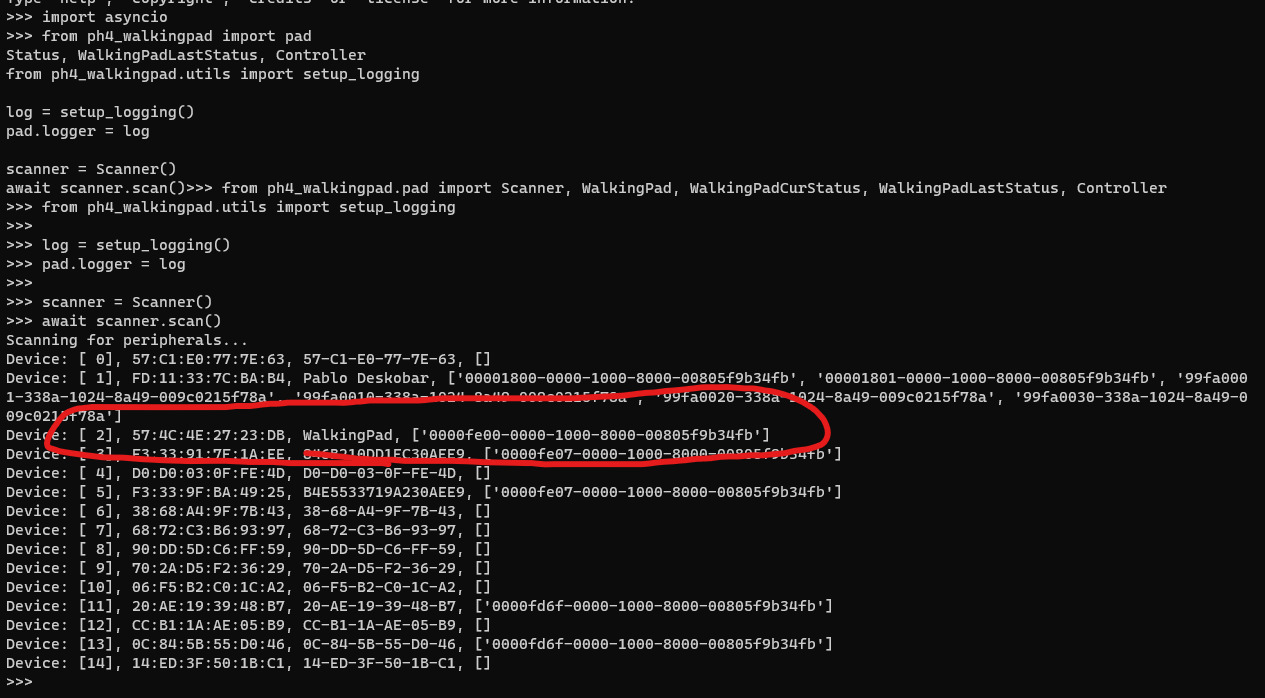 >>> import asyncio
>>> from ph4_walkingpad import pad
Status, WalkingPadLastStatus, Controller
from ph4_walkingpad.utils import setup_logging
log = setup_logging()
pad.logger = log
scanner = Scanner()
await scanner.scan()>>> from ph4_walkingpad.pad import Scanner, WalkingPad, WalkingPadCurStatus, WalkingPadLastStatus, Controller
>>> from ph4_walkingpad.utils import setup_logging
>>>
>>> log = setup_logging()
>>> pad.logger = log
>>>
>>> scanner = Scanner()
>>> await scanner.scan()
Scanning for peripherals...
Device: [ 0], 57:C1:E0:77:7E:63, 57-C1-E0-77-7E-63, []
Device: [ 1], FD:11:33:7C:BA:B4, Pablo Deskobar, ['00001800-0000-1000-8000-00805f9b34fb', '00001801-0000-1000-8000-00805f9b34fb', '99fa000
1-338a-1024-8a49-009c0215f78a', '99fa0010-338a-1024-8a49-009c0215f78a', '99fa0020-338a-1024-8a49-009c0215f78a', '99fa0030-338a-1024-8a49-0
09c0215f78a']
Device: [ 2], 57:4C:4E:27:23:DB, WalkingPad, ['0000fe00-0000-1000-8000-00805f9b34fb']
Device: [ 3], F3:33:91:7F:1A:EE, ['0000fe07-0000-1000-8000-00805f9b34fb']
Device: [ 4], D0:D0:03:0F:FE:4D, D0-D0-03-0F-FE-4D, []
Device: [ 5], F3:33:9F:BA:49:25, B4E5533719A230AEE9, ['0000fe07-0000-1000-8000-00805f9b34fb']
Device: [ 6], 38:68:A4:9F:7B:43, 38-68-A4-9F-7B-43, []
Device: [ 7], 68:72:C3:B6:93:97, 68-72-C3-B6-93-97, []
Device: [ 8], 90:DD:5D:C6:FF:59, 90-DD-5D-C6-FF-59, []
Device: [ 9], 70:2A:D5:F2:36:29, 70-2A-D5-F2-36-29, []
Device: [10], 06:F5:B2:C0:1C:A2, 06-F5-B2-C0-1C-A2, []
Device: [11], 20:AE:19:39:48:B7, 20-AE-19-39-48-B7, ['0000fd6f-0000-1000-8000-00805f9b34fb']
Device: [12], CC:B1:1A:AE:05:B9, CC-B1-1A-AE-05-B9, []
Device: [13], 0C:84:5B:55:D0:46, 0C-84-5B-55-D0-46, ['0000fd6f-0000-1000-8000-00805f9b34fb']
Device: [14], 14:ED:3F:50:1B:C1, 14-ED-3F-50-1B-C1, []
>>>